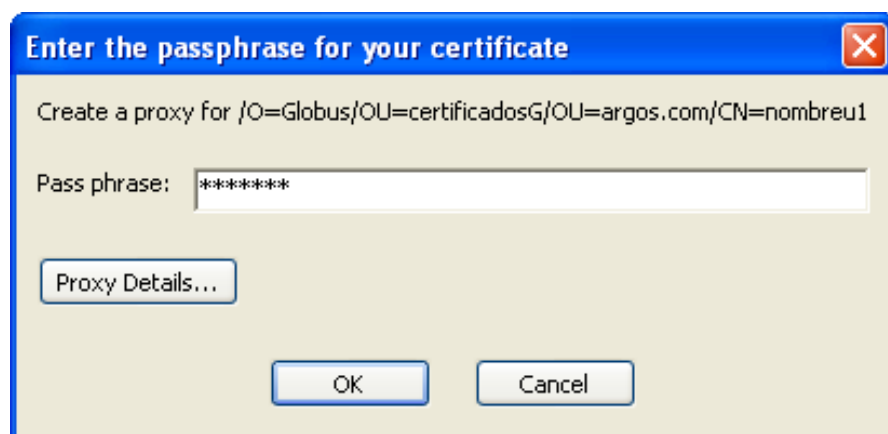 Enter the passphrase for your certificate
Create a proxy for /O=Globus/OU=certificadosG/OU=argos.com/CN=nombreu1
Pass phrase: *******
Proxy Details...
OK Cancel